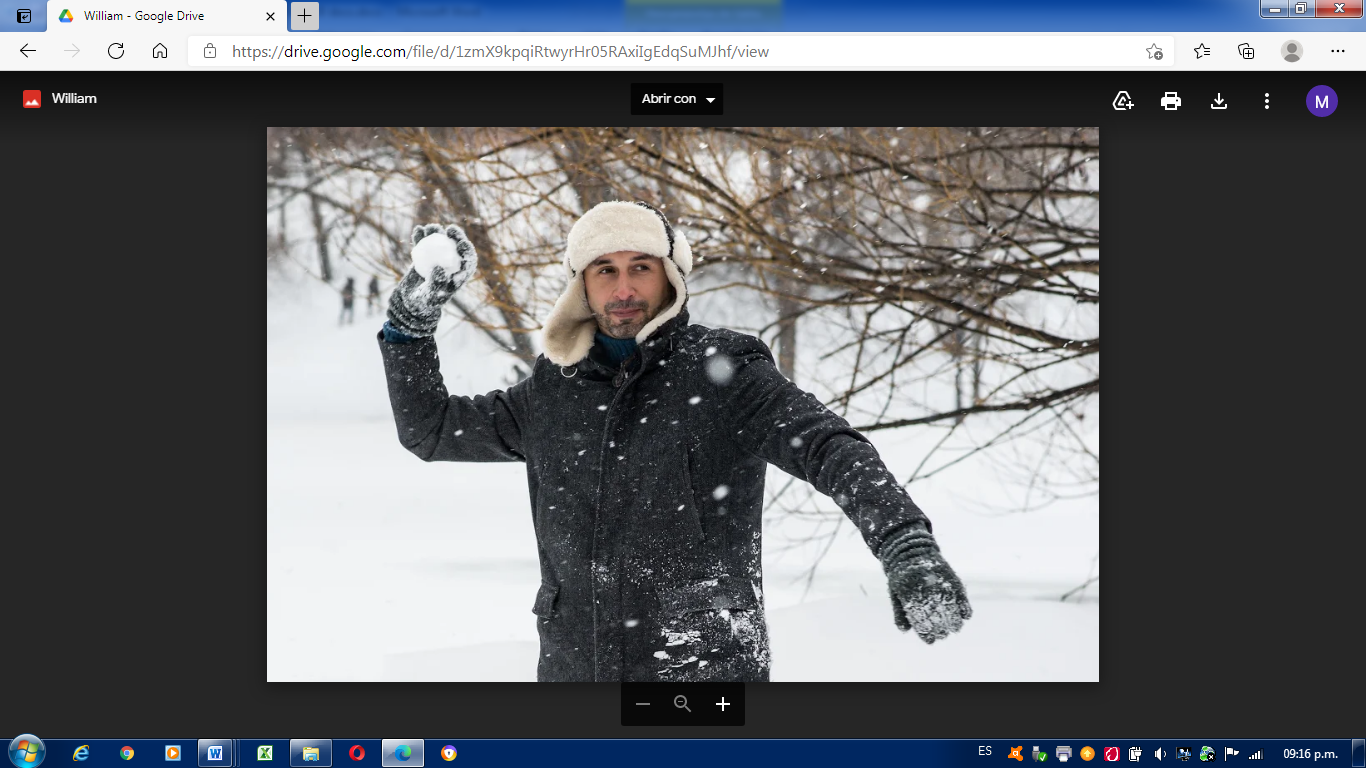 William - Google Drive
https://drive.google.com/file/d/1zmX9kpqiRtwyrHr05RAxiIgEdqSuMJhf/view
William
Abrir con
M
ES
09:16 p.m.